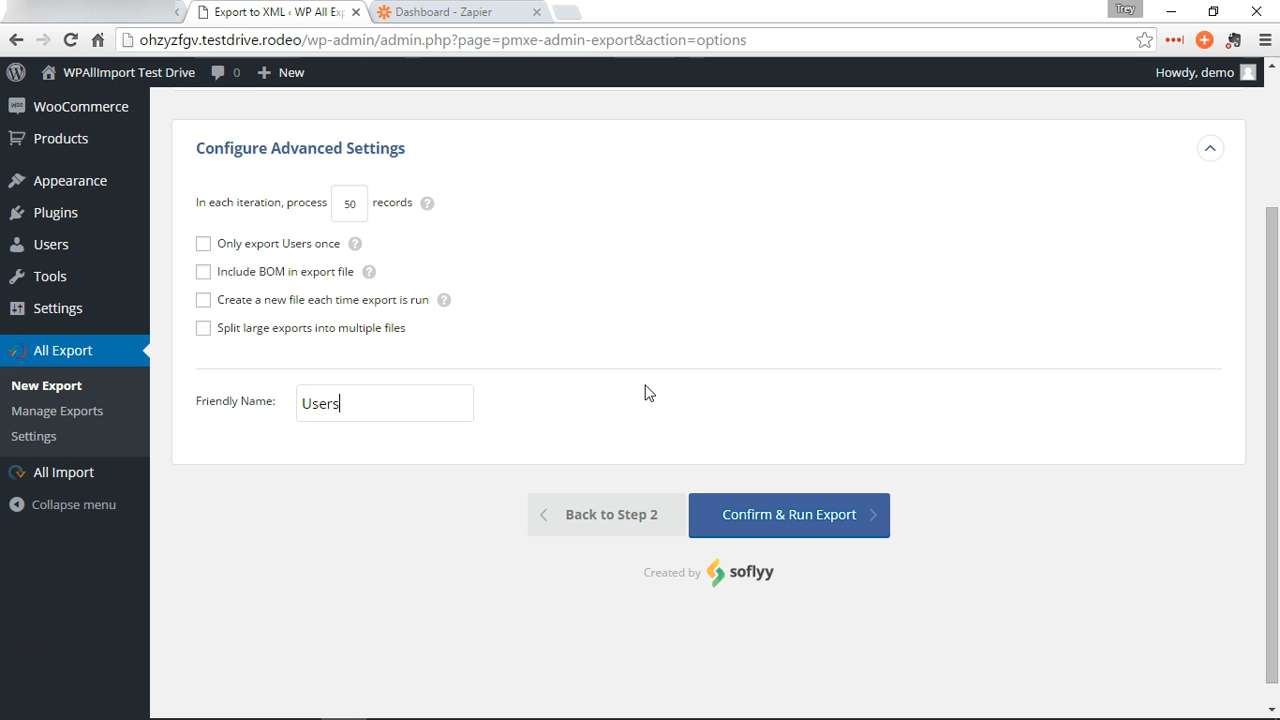 Export to XML ‹ WP All Exp
Dashboard - Zapier
Trey
ohzyzfgv.testdrive.rodeo/wp-admin/admin.php?page=pmxe-admin-export&action=options
WPAllImport Test Drive
0
New
Howdy, demo
WooCommerce
Products
Appearance
Plugins
Users
Tools
Settings
All Export
New Export
Manage Exports
Settings
All Import
Collapse menu
Configure Advanced Settings
In each iteration, process 50 records ?
Only export Users once ?
Include BOM in export file ?
Create a new file each time export is run ?
Split large exports into multiple files
Friendly Name: Users
Back to Step 2
Confirm & Run Export
Created by soflyy